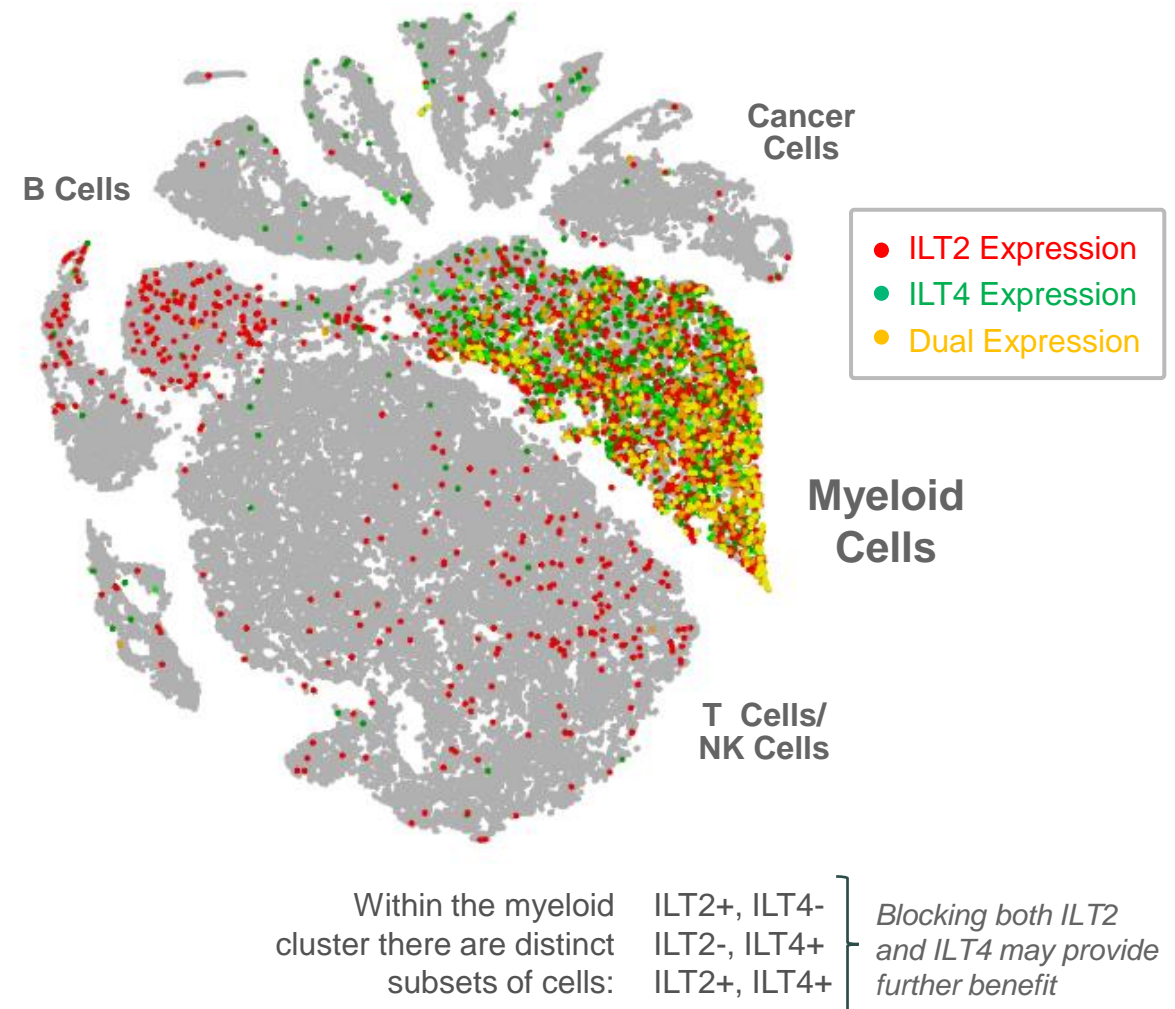 Cancer
Cells
B Cells
ILT2 Expression
ILT4 Expression
Dual Expression
Myeloid
Cells
T Cells/
NK Cells
Within the myeloid
cluster there are distinct
subsets of cells:
ILT2+, ILT4-
ILT2-, ILT4+
ILT2+, ILT4+
Blocking both ILT2
and ILT4 may provide
further benefit